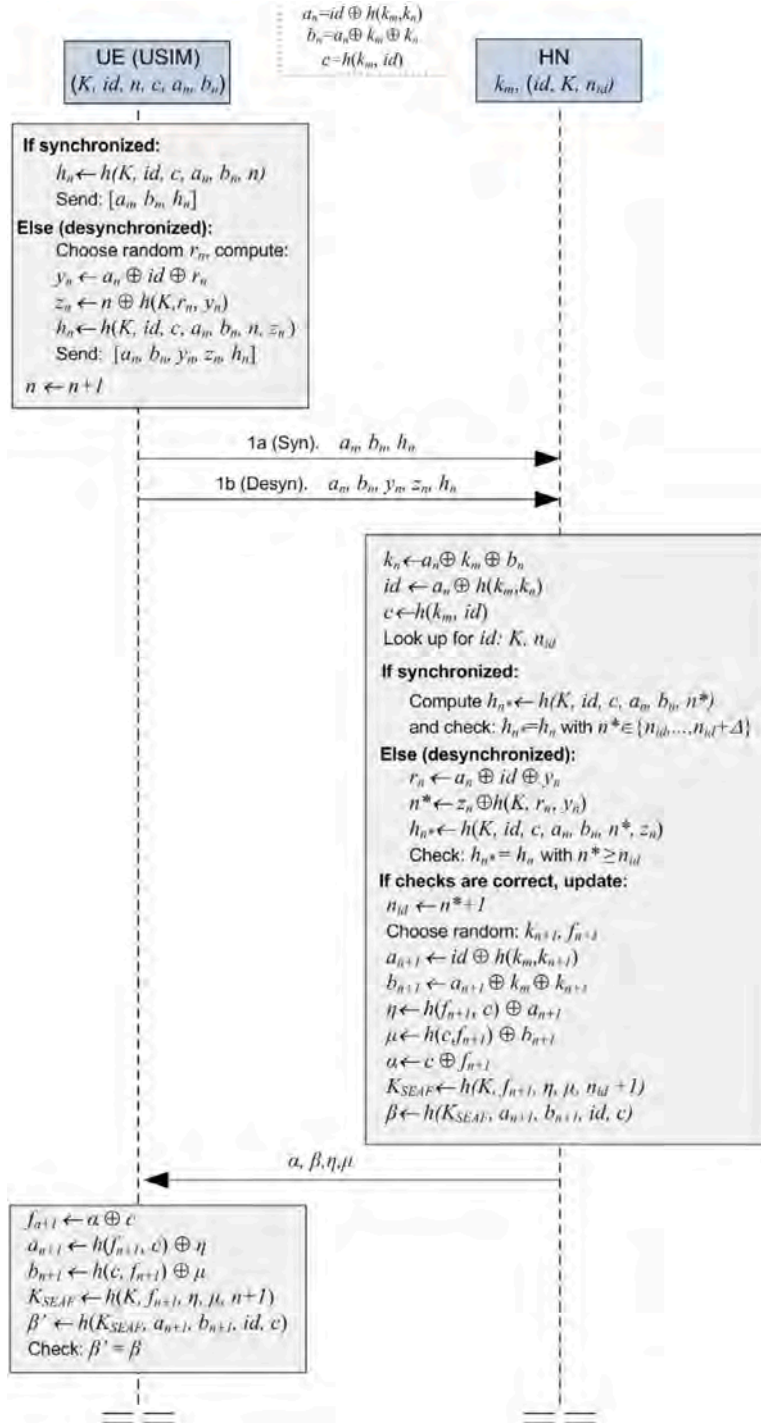 aₙ=id ⊕ h(kₘ,kₙ)
bₙ=aₙ⊕ kₘ ⊕ kₙ
c=h(kₘ, id)
UE (USIM)
(K, id, n, c, aₙ, bₙ)
HN
kₘ, (id, K, n_id)
If synchronized:
hₙ← h(K, id, c, aₙ, bₙ, n)
Send: [aₙ, bₙ, hₙ]
Else (desynchronized):
Choose random rₙ, compute:
yₙ ← aₙ ⊕ id ⊕ rₙ
zₙ ← n ⊕ h(K,rₙ, yₙ)
hₙ← h(K, id, c, aₙ, bₙ, n, zₙ)
Send: [aₙ, bₙ, yₙ, zₙ, hₙ]
n ← n+1
1a (Syn). aₙ, bₙ, hₙ
1b (Desyn). aₙ, bₙ, yₙ, zₙ, hₙ
kₙ←aₙ⊕ kₘ ⊕ bₙ
id ← aₙ ⊕ h(kₘ,kₙ)
c←h(kₘ, id)
Look up for id: K, n_id
If synchronized:
Compute hₙ*← h(K, id, c, aₙ, bₙ, n*)
and check: hₙ*=hₙ with n*∈{n_id,...,n_id+Δ}
Else (desynchronized):
rₙ ← aₙ ⊕ id ⊕ yₙ
n* ← zₙ ⊕h(K, rₙ, yₙ)
hₙ*← h(K, id, c, aₙ, bₙ, n*, zₙ)
Check: hₙ*= hₙ with n*≥n_id
If checks are correct, update:
n_id ← n*+1
Choose random: kₙ₊₁, fₙ₊₁
aₙ₊₁ ← id ⊕ h(kₘ,kₙ₊₁)
bₙ₊₁ ← aₙ₊₁ ⊕ kₘ ⊕ kₙ₊₁
η← h(fₙ₊₁, c) ⊕ aₙ₊₁
μ← h(c,fₙ₊₁) ⊕ bₙ₊₁
α← c ⊕ fₙ₊₁
K_SEAF← h(K, fₙ₊₁, η, μ, n_id +1)
β← h(K_SEAF, aₙ₊₁, bₙ₊₁, id, c)
α, β,η,μ
fₙ₊₁ ← α ⊕ c
aₙ₊₁ ← h(fₙ₊₁, c) ⊕ η
bₙ₊₁ ← h(c, fₙ₊₁) ⊕ μ
K_SEAF ← h(K, fₙ₊₁, η, μ, n+1)
β' ← h(K_SEAF, aₙ₊₁, bₙ₊₁, id, c)
Check: β' = β